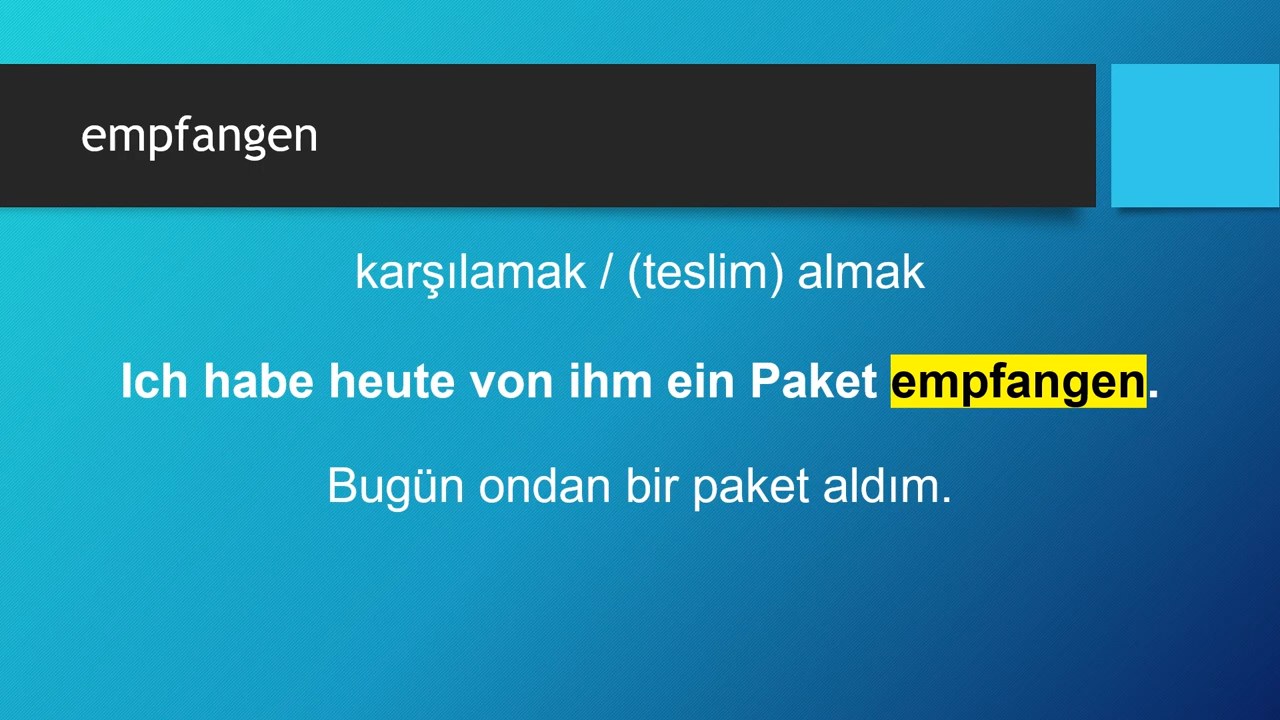 empfangen
karşılamak / (teslim) almak
Ich habe heute von ihm ein Paket empfangen.
Bugün ondan bir paket aldım.